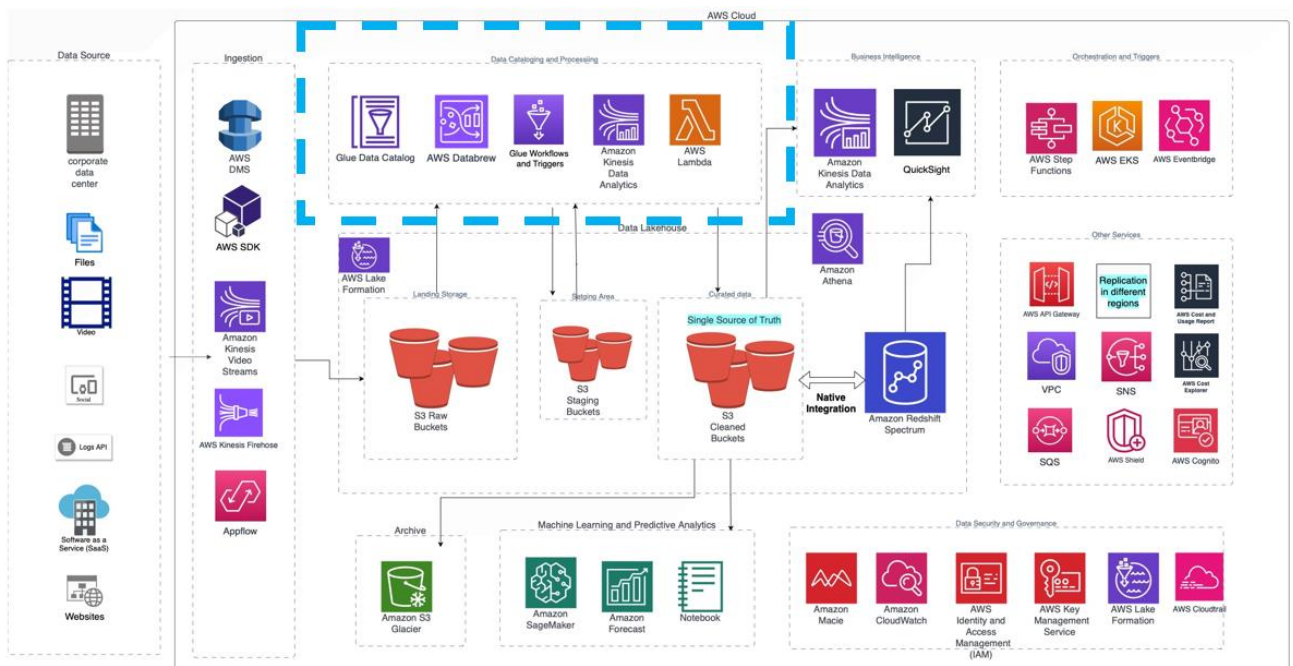 AWS Cloud
Data Source
corporate
data
center
Files
Video
Social
Logs API
Software as a
Service (SaaS)
Websites
Ingestion
AWS
DMS
AWS SDK
Amazon
Kinesis
Video
Streams
AWS Kinesis Firehose
Appflow
Data Cataloging and Processiing
Glue Data Catalog
AWS Databrew
Glue Workflows
and Triggers
Amazon
Kinesis
Data
Analytics
AWS
Lambda
Business Intelligence
Amazon
Kinesis Data
Analytics
QuickSight
Orchestration and Triggers
AWS Step
Functions
AWS EKS
AWS Eventbridge
Data Lakehouse
AWS Lake
Formation
Amazon
Athena
Landing Storage
S3 Raw
Buckets
Satging Area
S3
Staging
Buckets
Curated data
Single Source of Truth
S3
Cleaned
Buckets
Native
Integration
Amazon Redshift
Spectrum
Other Services
AWS API Gateway
Replication
in different
regions
AWS Cost and
Usage Report
VPC
SNS
AWS Cost
Explorer
SQS
AWS Shield
AWS Cognito
Archive
Amazon S3
Glacier
Machine Learning and Predictive Analytics
Amazon
SageMaker
Amazon
Forecast
Notebook
Data Security and Governance
Amazon
Macie
Amazon
CloudWatch
AWS
Identity and
Access
Management
(IAM)
AWS Key
Management
Service
AWS Lake
Formation
AWS Cloudtrail